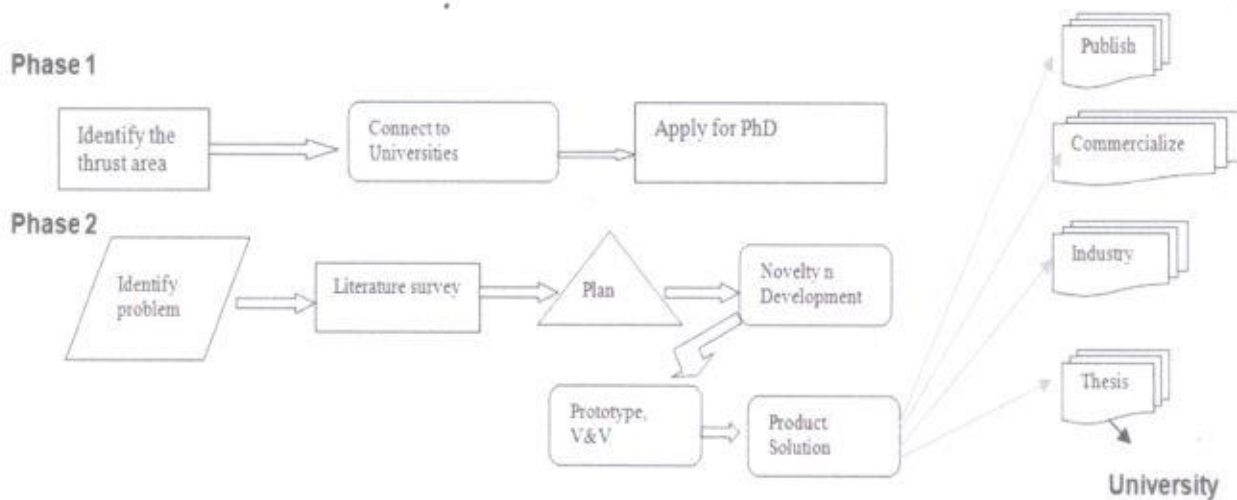 Phase 1
Identify the
thrust area
Connect to
Universities
Apply for PhD
Phase 2
Identify
problem
Literature survey
Plan
Novelty n
Development
Prototype,
V&V
Product
Solution
Publish
Commercialize
Industry
Thesis
University